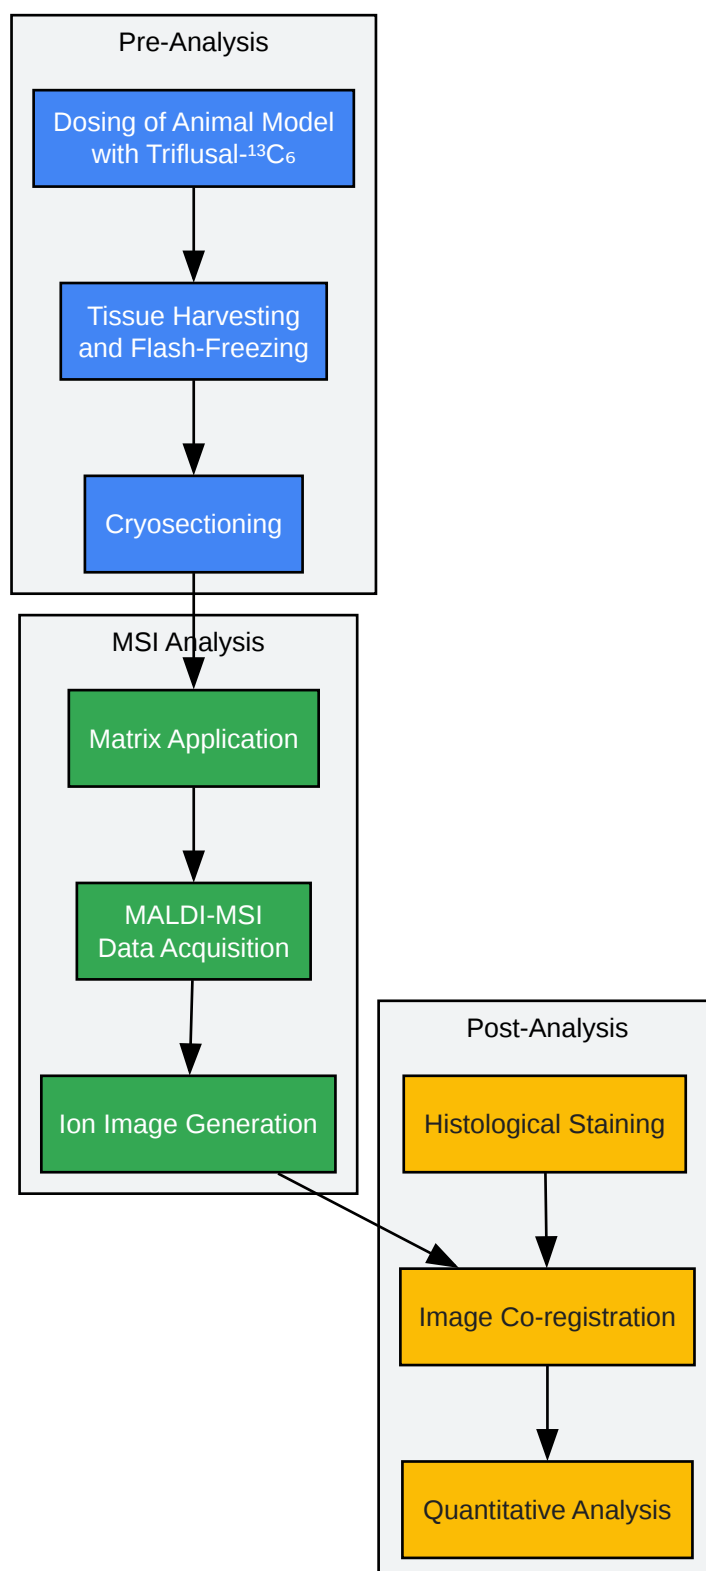 Pre-Analysis
Dosing of Animal Model
with Triflusal-¹³C₆
Tissue Harvesting
and Flash-Freezing
Cryosectioning
MSI Analysis
Matrix Application
MALDI-MSI
Data Acquisition
Ion Image Generation
Post-Analysis
Histological Staining
Image Co-registration
Quantitative Analysis